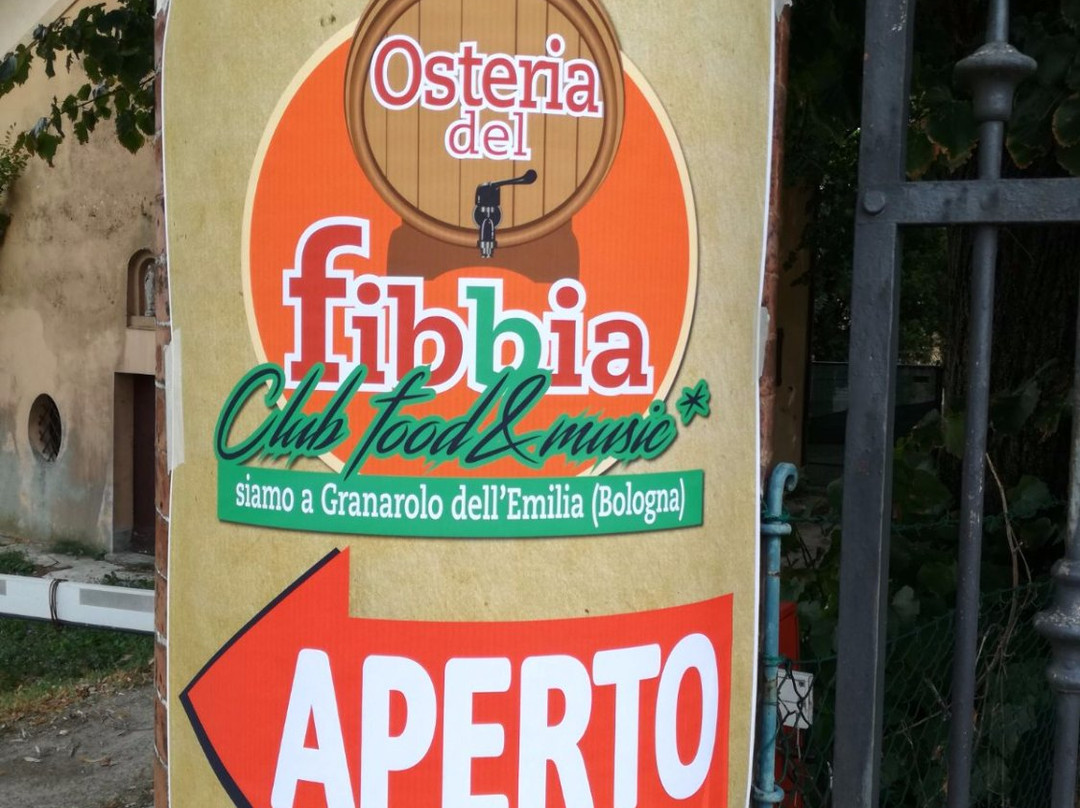 Osteria
del
fibbia
Club food & music*
siamo a Granarolo dell'Emilia (Bologna)
APERTO